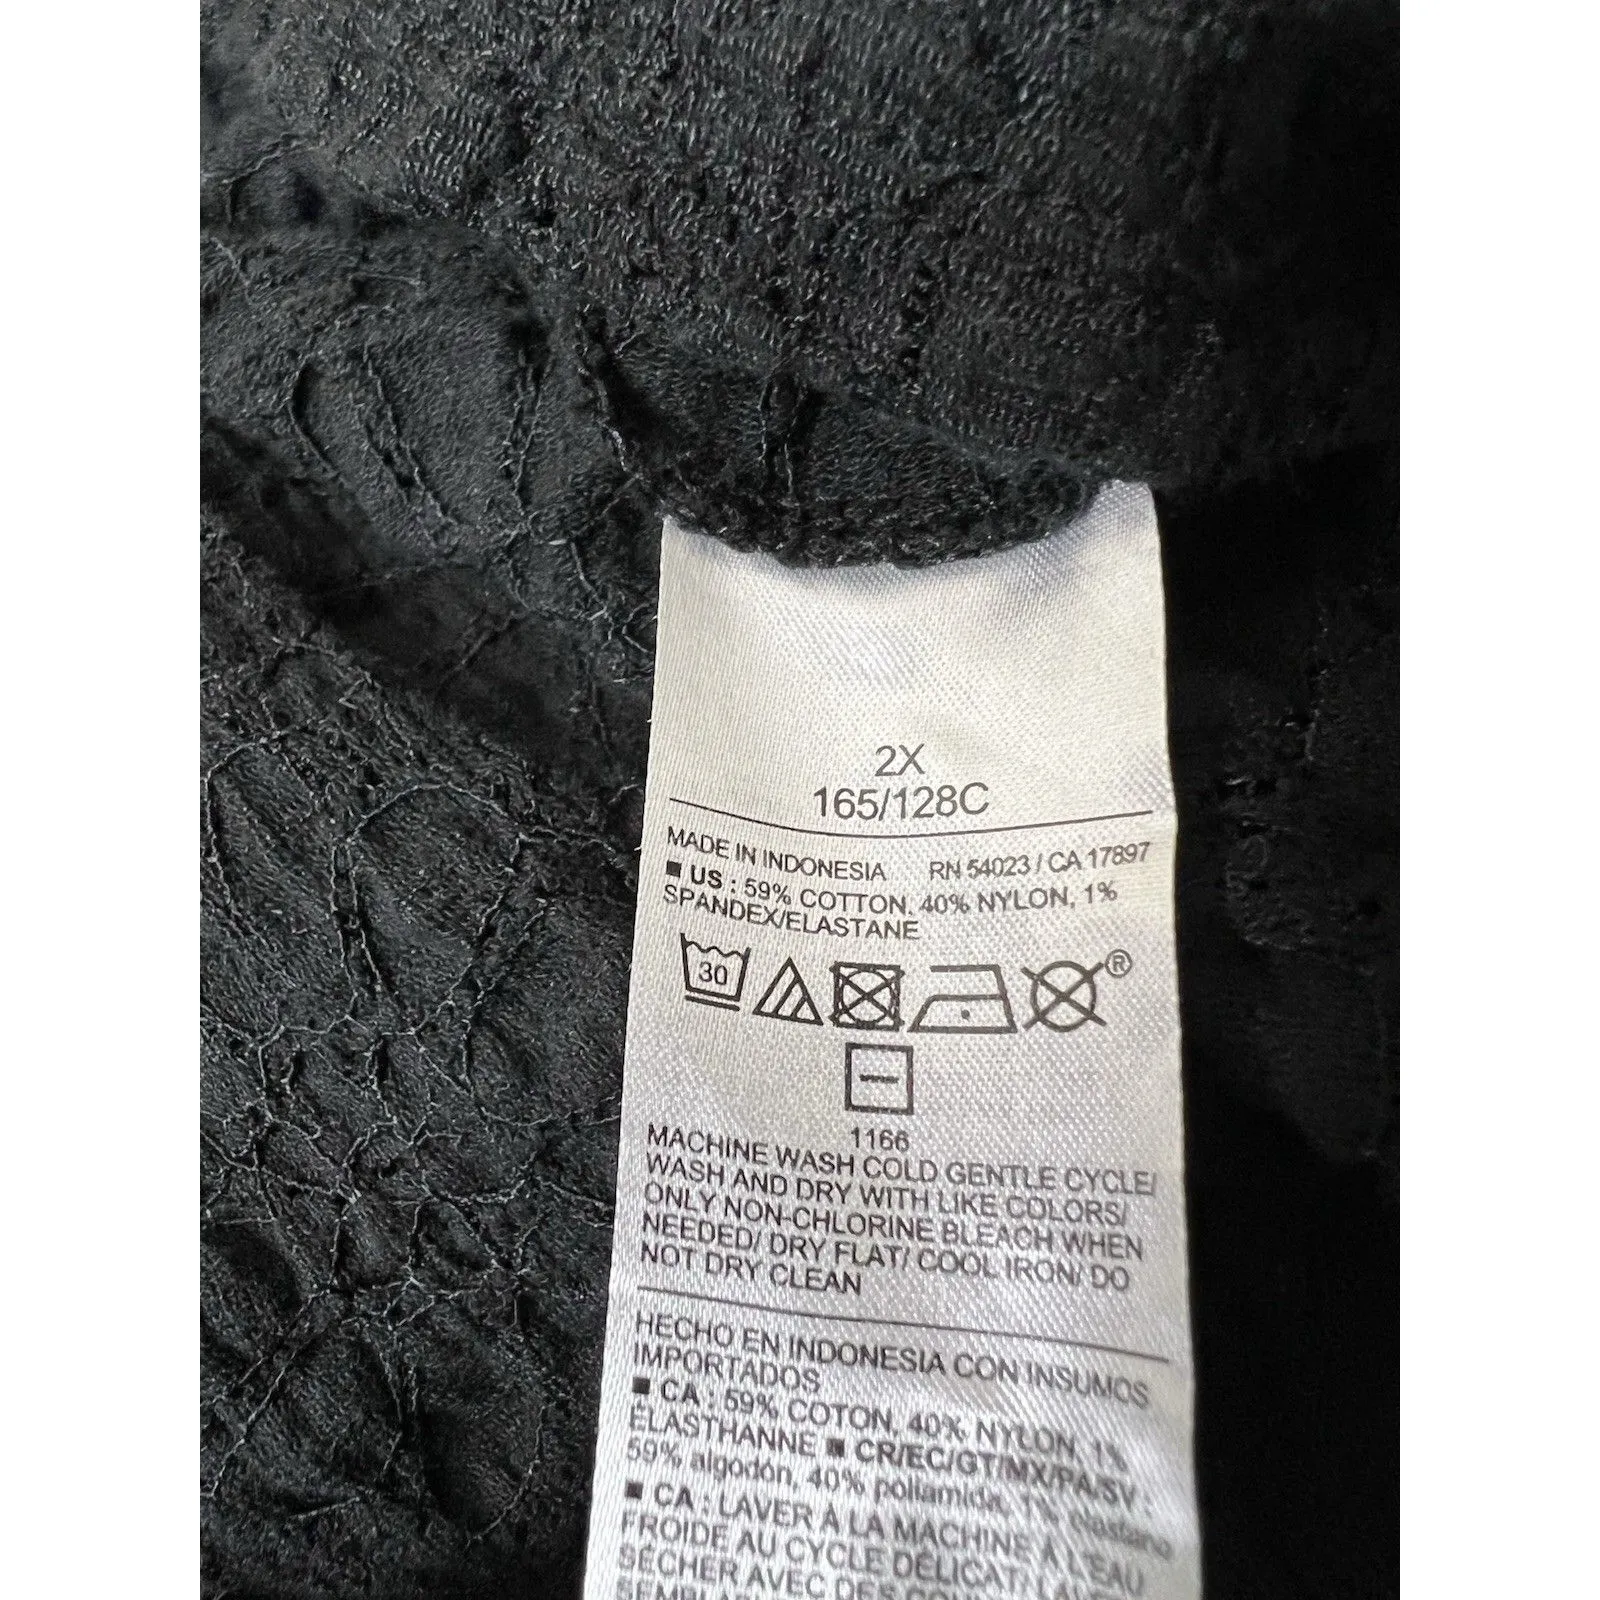 2X
165/128C
MADE IN INDONESIA RN 54023 / CA 17897
■ US : 59% COTTON, 40% NYLON, 1%
SPANDEX/ELASTANE
30 ®
1166
MACHINE WASH COLD GENTLE CYCLE/
WASH AND DRY WITH LIKE COLORS/
ONLY NON-CHLORINE BLEACH WHEN
NEEDED/ DRY FLAT/ COOL IRON/ DO
NOT DRY CLEAN
HECHO EN INDONESIA CON INSUMOS
IMPORTADOS
■ CA : 59% COTON, 40% NYLON, 1%
ÉLASTHANNE ■ CR/EC/GT/MX/PA/SV :
59% algodón, 40% poliamida, 1% elastano
■ CA : LAVER À LA MACHINE À L'EAU
FROIDE AU CYCLE DÉLICAT/
SÉCHER AVEC DES